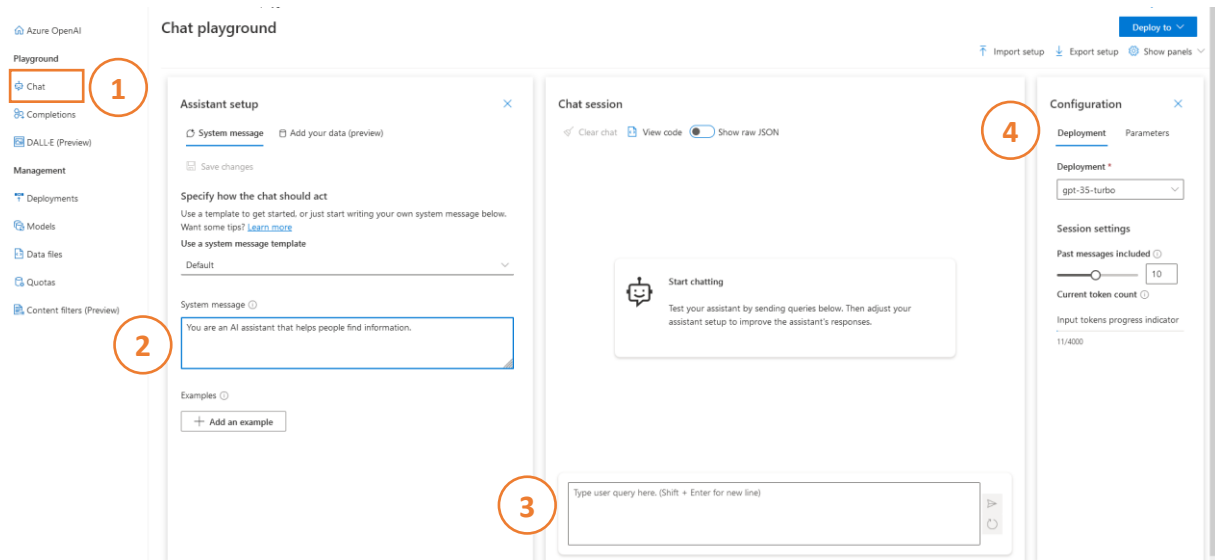 Azure OpenAI
Playground
Chat
1
Completions
DALL·E (Preview)
Management
Deployments
Models
Data files
Quotas
Content filters (Preview)
Chat playground
Deploy to
Import setup
Export setup
Show panels
Assistant setup
System message
Add your data (preview)
Save changes
Specify how the chat should act
Use a template to get started, or just start writing your own system message below.
Want some tips? Learn more
Use a system message template
Default
System message
2
You are an AI assistant that helps people find information.
Examples
Add an example
Chat session
Clear chat
View code
Show raw JSON
Start chatting
Test your assistant by sending queries below. Then adjust your
assistant setup to improve the assistant's responses.
3
Type user query here. (Shift + Enter for new line)
4
Configuration
Deployment
Parameters
Deployment *
gpt-35-turbo
Session settings
Past messages included
10
Current token count
Input tokens progress indicator
11/4000